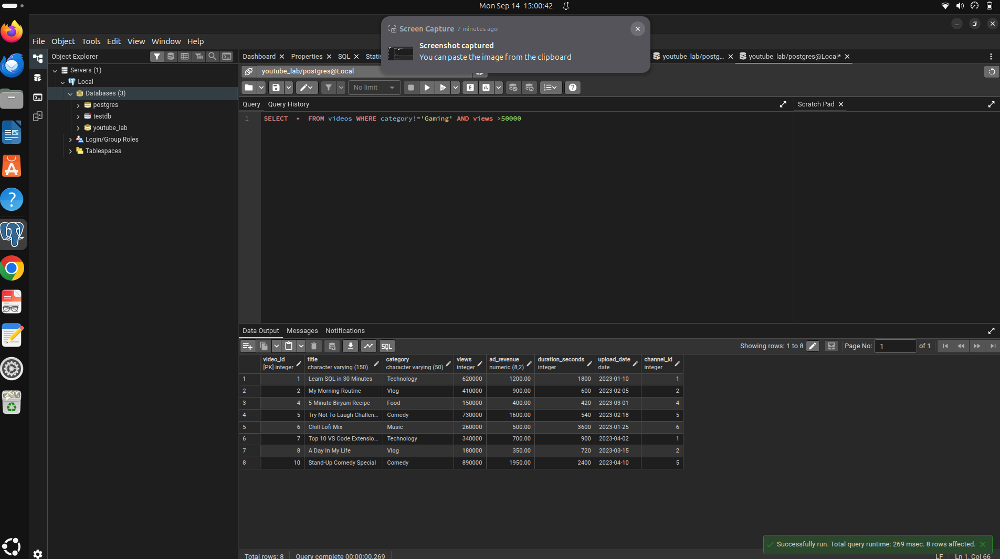 Mon Sep 14 15:00:42
Screen Capture 7 minutes ago
Screenshot captured
You can paste the image from the clipboard
File Object Tools Edit View Window Help
Object Explorer
Dashboard Properties SQL Statis youtube_lab/postg... youtube_lab/postgres@Local*
Servers (1)
Local
Databases (3)
postgres
testdb
youtube_lab
Login/Group Roles
Tablespaces
youtube_lab/postgres@Local
No limit
E
Query Query History
Scratch Pad
1 SELECT * FROM videos WHERE category!='Gaming' AND views >50000
Data Output Messages Notifications
SQL
Showing rows: 1 to 8 Page No: 1 of 1
video_id title category views ad_revenue duration_seconds upload_date channel_id
[PK] integer character varying (150) character varying (50) integer numeric (8,2) integer date integer
1 1 Learn SQL in 30 Minutes Technology 620000 1200.00 1800 2023-01-10 1
2 2 My Morning Routine Vlog 410000 900.00 600 2023-02-05 2
3 4 5-Minute Biryani Recipe Food 150000 400.00 420 2023-03-01 4
4 5 Try Not To Laugh Challen... Comedy 730000 1600.00 540 2023-02-18 5
5 6 Chill Lofi Mix Music 260000 500.00 3600 2023-01-25 6
6 7 Top 10 VS Code Extensio... Technology 340000 700.00 900 2023-04-02 1
7 8 A Day In My Life Vlog 180000 350.00 720 2023-03-15 2
8 10 Stand-Up Comedy Special Comedy 890000 1950.00 2400 2023-04-10 5
Successfully run. Total query runtime: 269 msec. 8 rows affected.
Total rows: 8 Query complete 00:00:00.269 LF Ln 1, Col 66